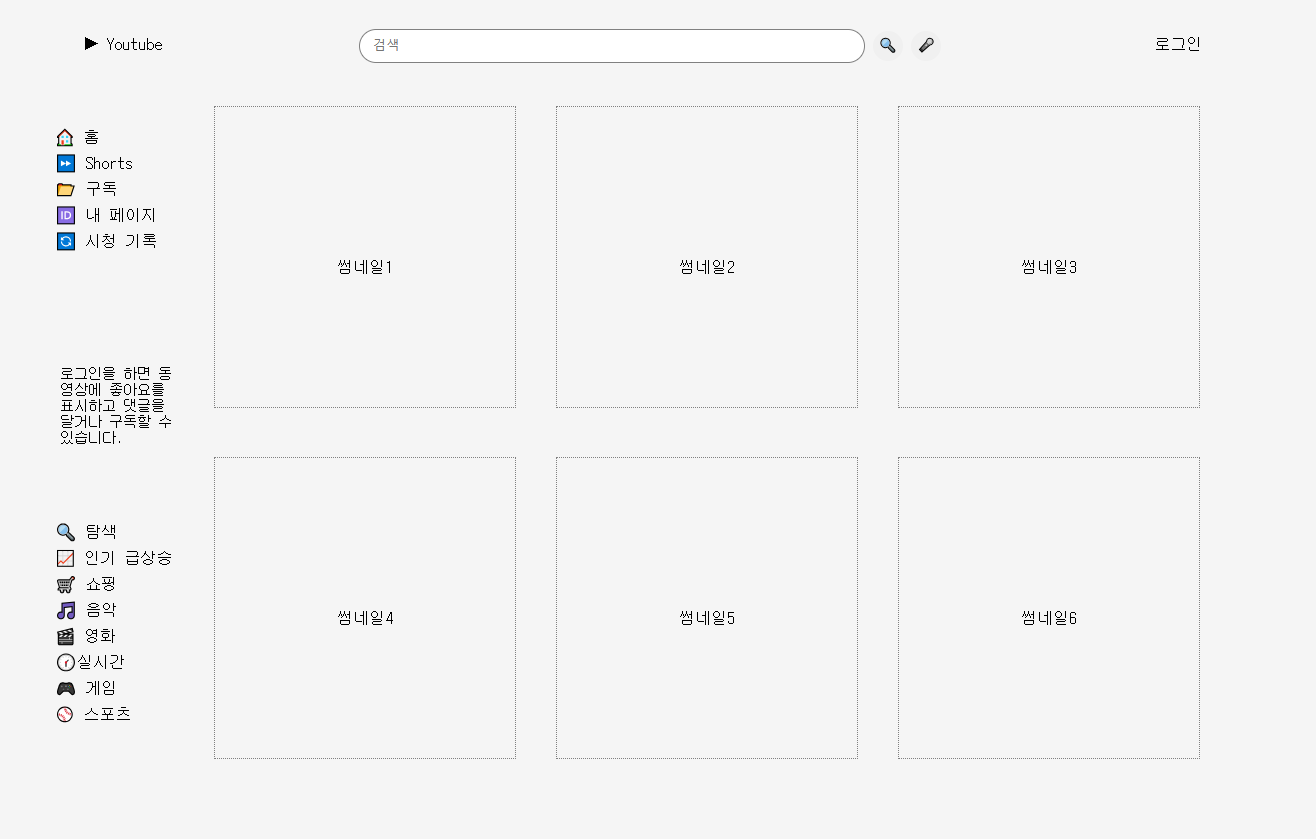 ▶ Youtube
검색
로그인
홈
Shorts
구독
내 페이지
시청 기록
로그인을 하면 동
영상에 좋아요를
표시하고 댓글을
달거나 구독할 수
있습니다.
탐색
인기 급상승
쇼핑
음악
영화
실시간
게임
스포츠
썸네일1
썸네일2
썸네일3
썸네일4
썸네일5
썸네일6